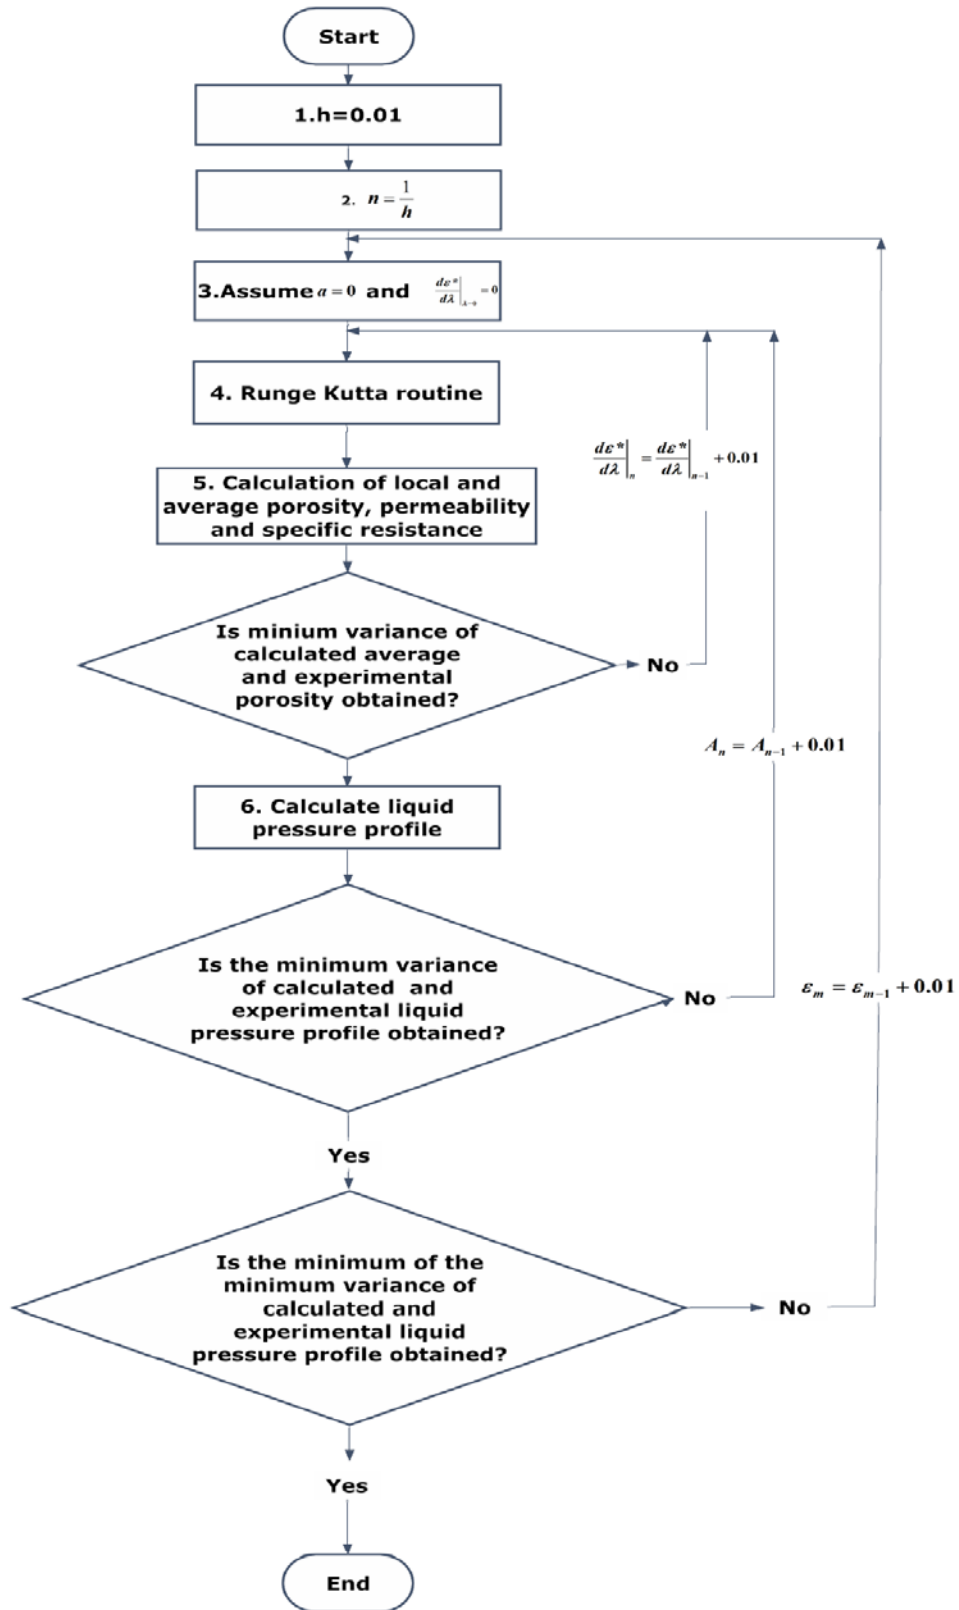 Start
1.h=0.01
2. n = 1/h
3.Assume a = 0 and dε*/dλ|λ=0 = 0
4. Runge Kutta routine
dε*/dλ|n = dε*/dλ|n−1 + 0.01
5. Calculation of local and
average porosity, permeability
and specific resistance
Is minium variance of
calculated average
and experimental
porosity obtained?
No
An = An−1 + 0.01
6. Calculate liquid
pressure profile
Is the minimum variance
of calculated and
experimental liquid
pressure profile obtained?
No
εm = εm−1 + 0.01
Yes
Is the minimum of the
minimum variance of
calculated and
experimental liquid
pressure profile obtained?
No
Yes
End